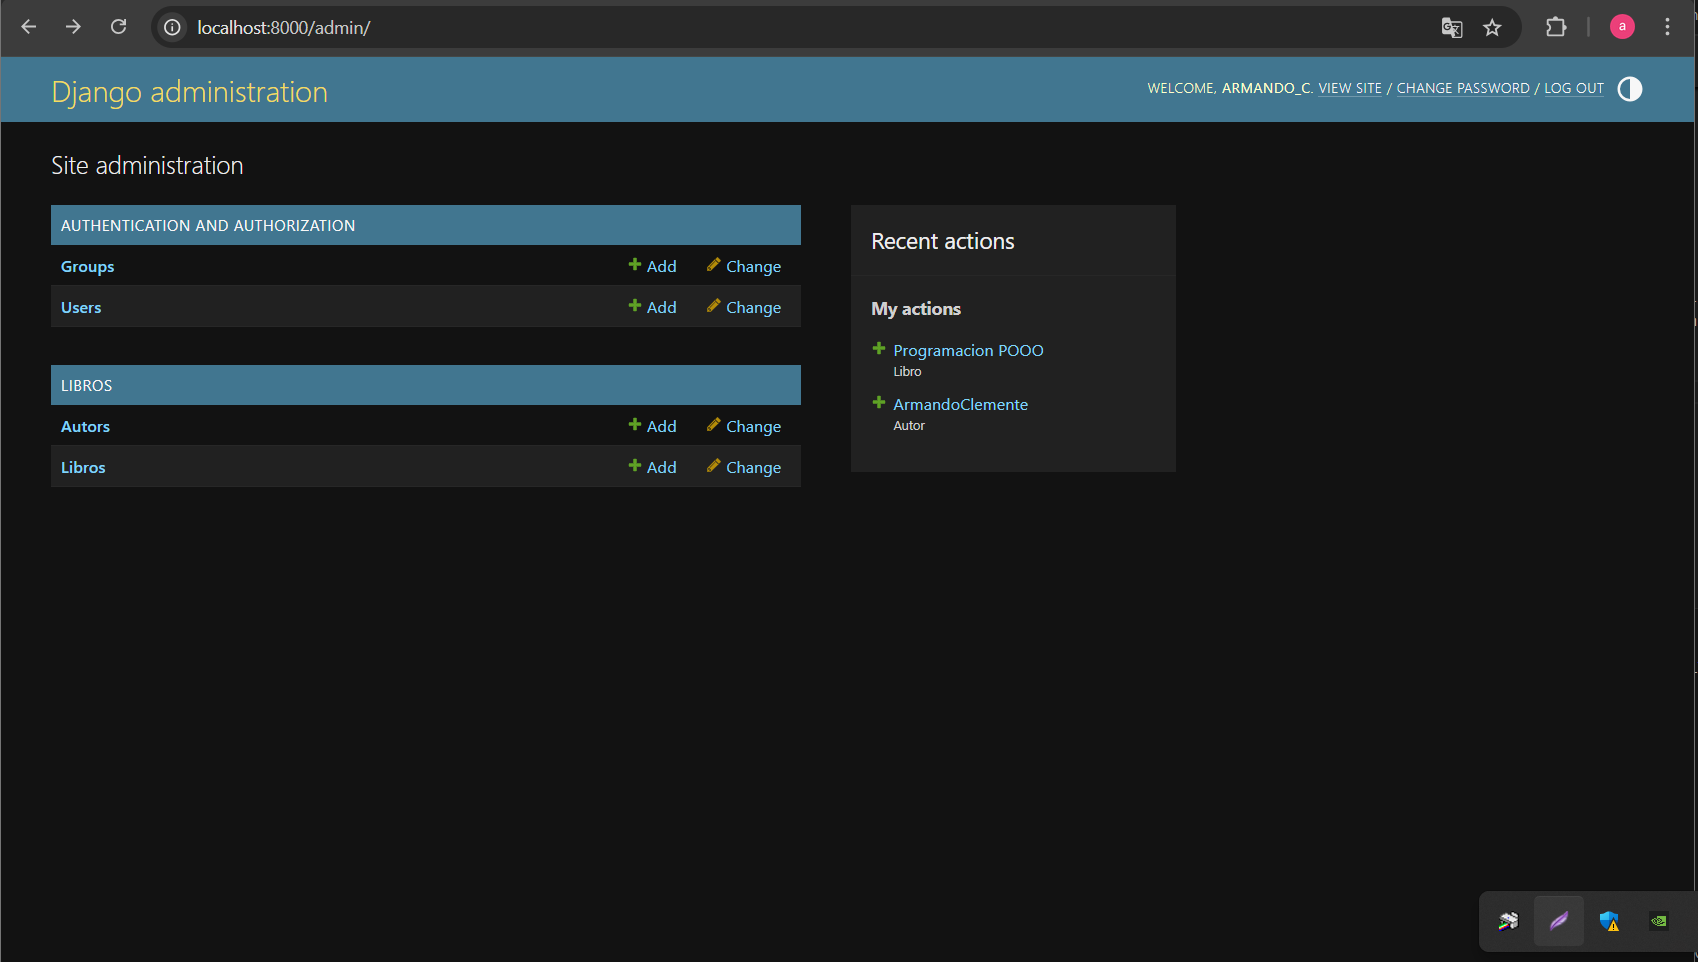 localhost:8000/admin/
a
Django administration
WELCOME, ARMANDO_C. VIEW SITE / CHANGE PASSWORD / LOG OUT
Site administration
AUTHENTICATION AND AUTHORIZATION
Groups Add Change
Users Add Change
LIBROS
Autors Add Change
Libros Add Change
Recent actions
My actions
Programacion POOO
Libro
ArmandoClemente
Autor